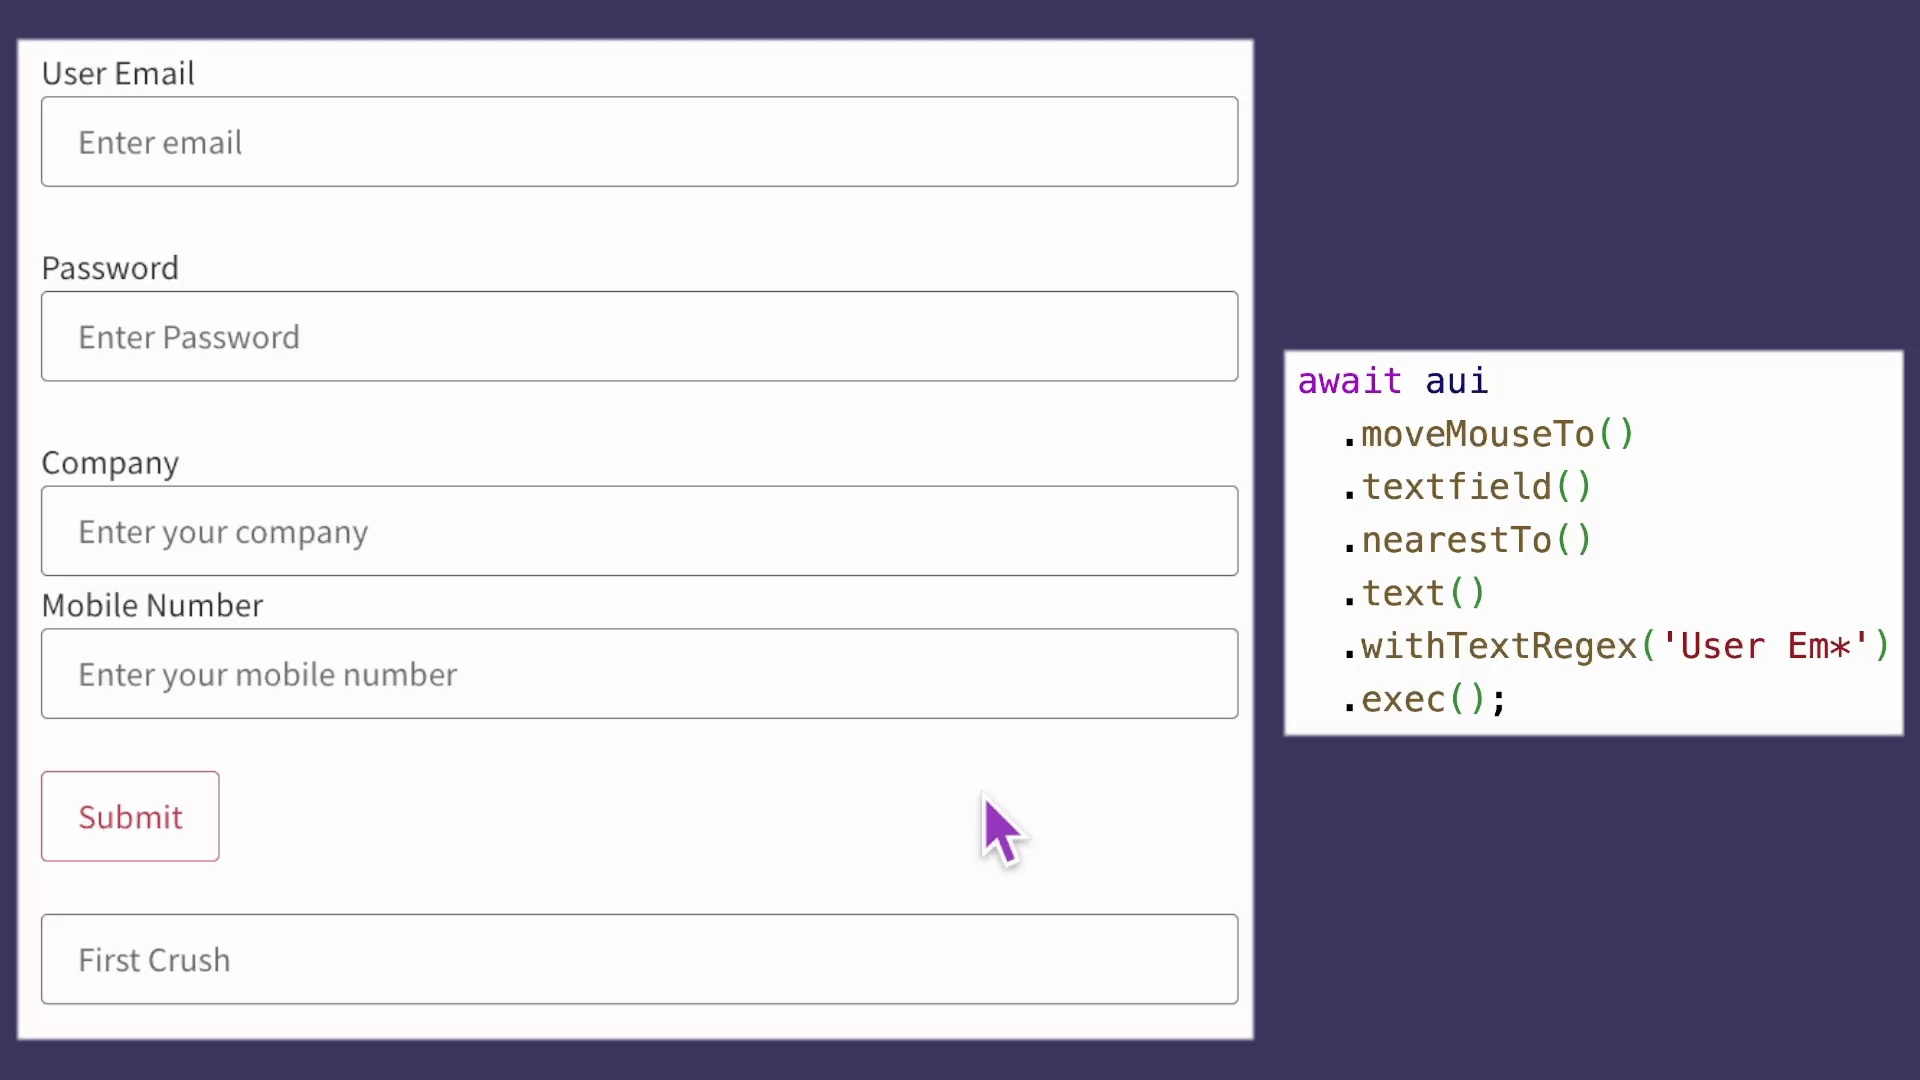 User Email
Enter email
Password
Enter Password
Company
Enter your company
Mobile Number
Enter your mobile number
Submit
First Crush
await aui
.moveMouseTo()
.textfield()
.nearestTo()
.text()
.withTextRegex('User Em*')
.exec();